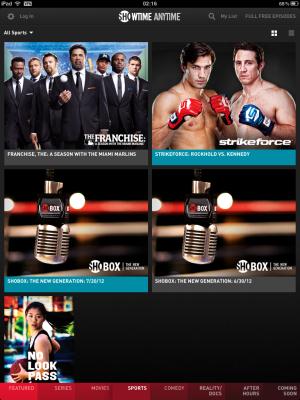 iPad VPN 02:16 65%
Log In SHOWTIME ANYTIME My List FULL FREE EPISODES
All Sports
THE FRANCHISE:
strikeforce
FRANCHISE, THE: A SEASON WITH THE MIAMI MARLINS
STRIKEFORCE: ROCKHOLD VS. KENNEDY
SHOBOX THE NEW GENERATION
SHOBOX THE NEW GENERATION
SHOBOX: THE NEW GENERATION: 7/20/12
SHOBOX: THE NEW GENERATION: 6/30/12
NO
LOOK
PASS
FEATURED SERIES MOVIES SPORTS COMEDY REALITY/ DOCS AFTER HOURS COMING SOON